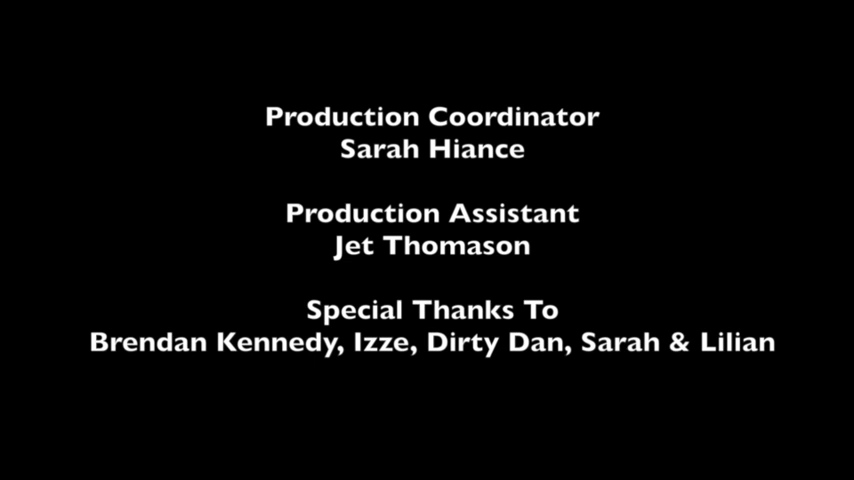 Production Coordinator
Sarah Hiance
Production Assistant
Jet Thomason
Special Thanks To
Brendan Kennedy, Izze, Dirty Dan, Sarah & Lilian